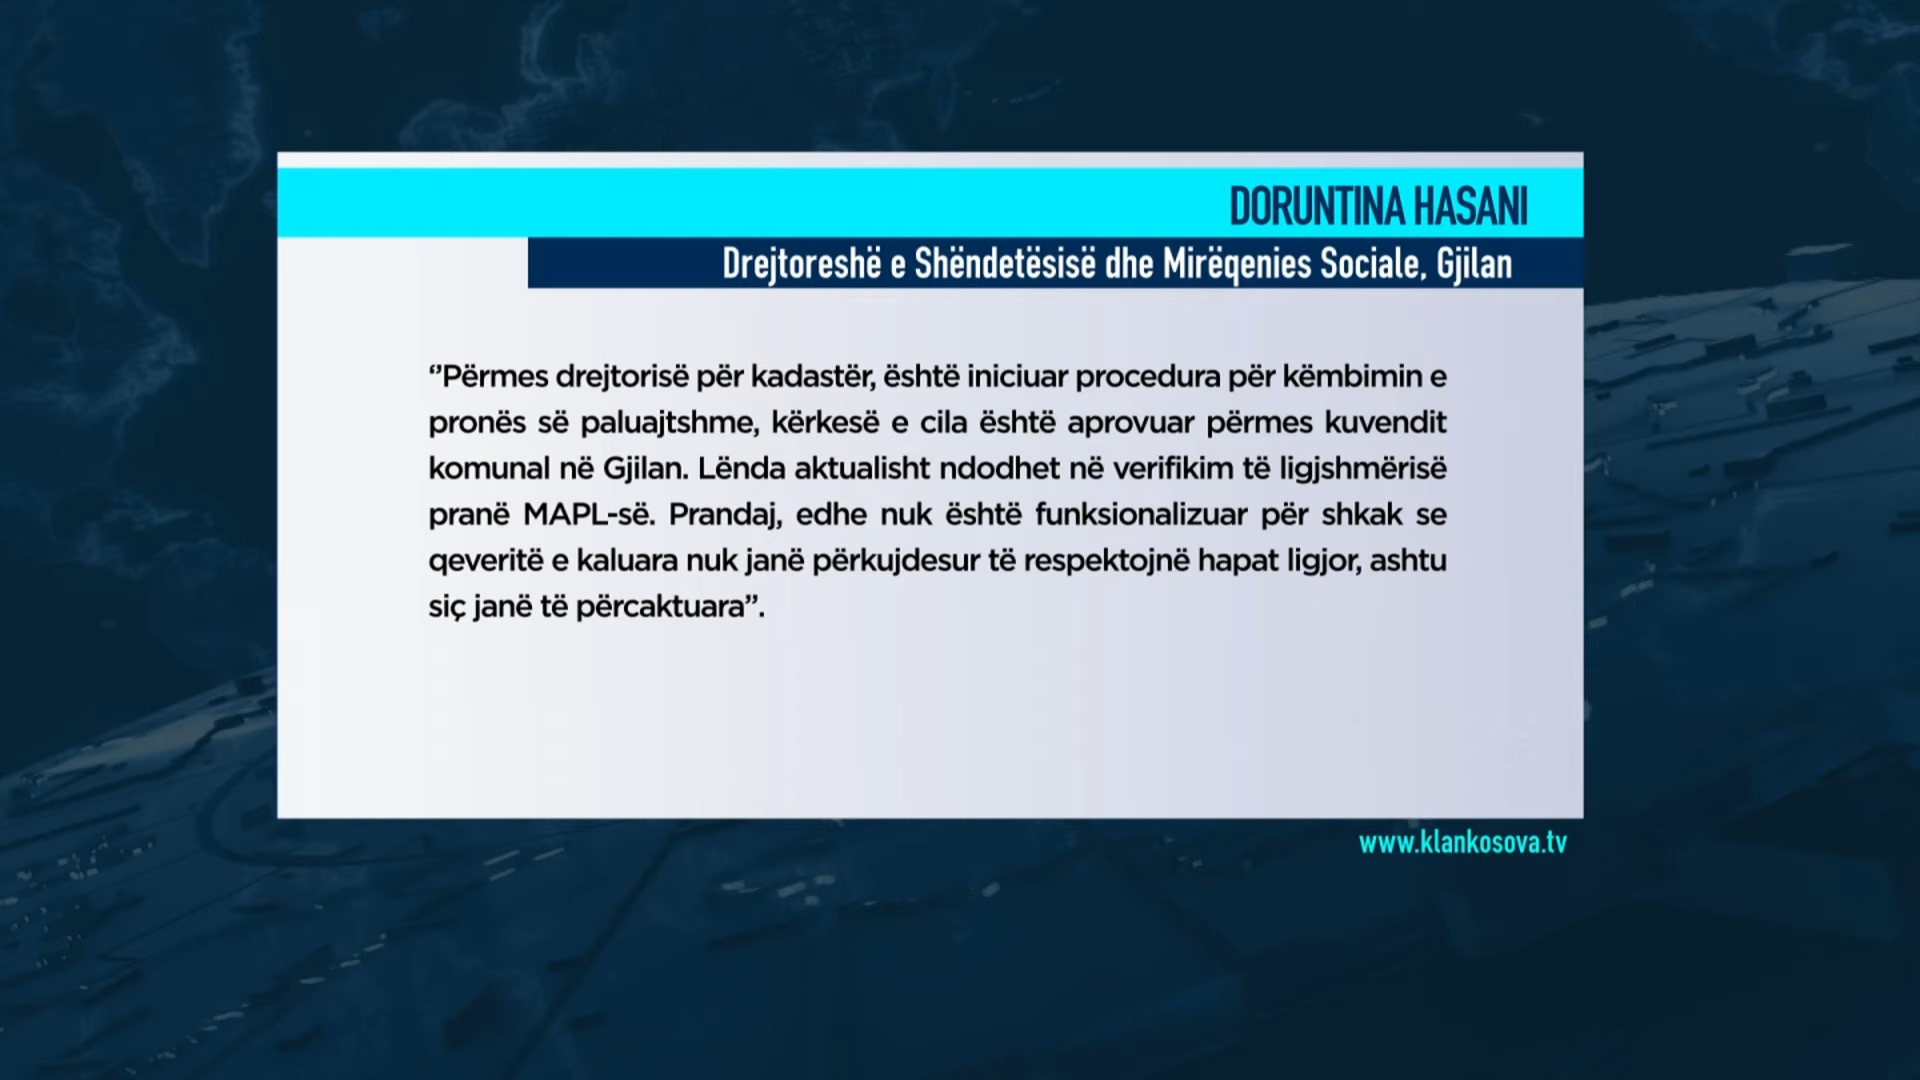 DORUNTINA HASANI
Drejtoreshë e Shëndetësisë dhe Mirëqenies Sociale, Gjilan
“Përmes drejtorisë për kadastër, është iniciuar procedura për këmbimin e
pronës së paluajtshme, kërkesë e cila është aprovuar përmes kuvendit
komunal në Gjilan. Lënda aktualisht ndodhet në verifikim të ligjshmërisë
pranë MAPL-së. Prandaj, edhe nuk është funksionalizuar për shkak se
qeveritë e kaluara nuk janë përkujdesur të respektojnë hapat ligjor, ashtu
siç janë të përcaktuara”.
www.klankosova.tv